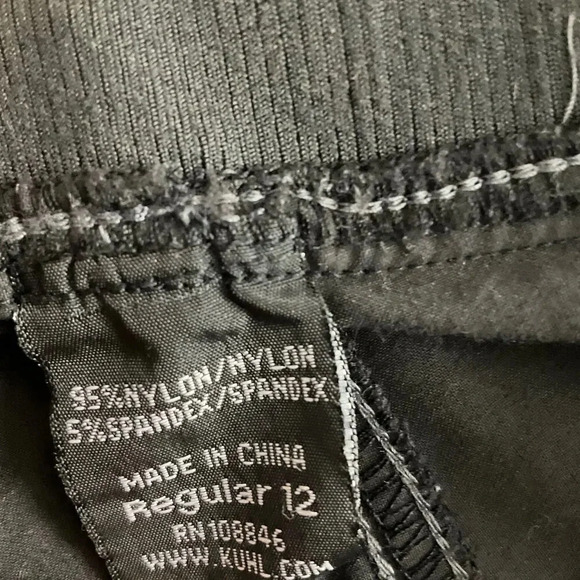 95%NYLON/NYLON
5%SPANDEX/SPANDEX
MADE IN CHINA
Regular 12
RN108846
WWW.KUHL.COM